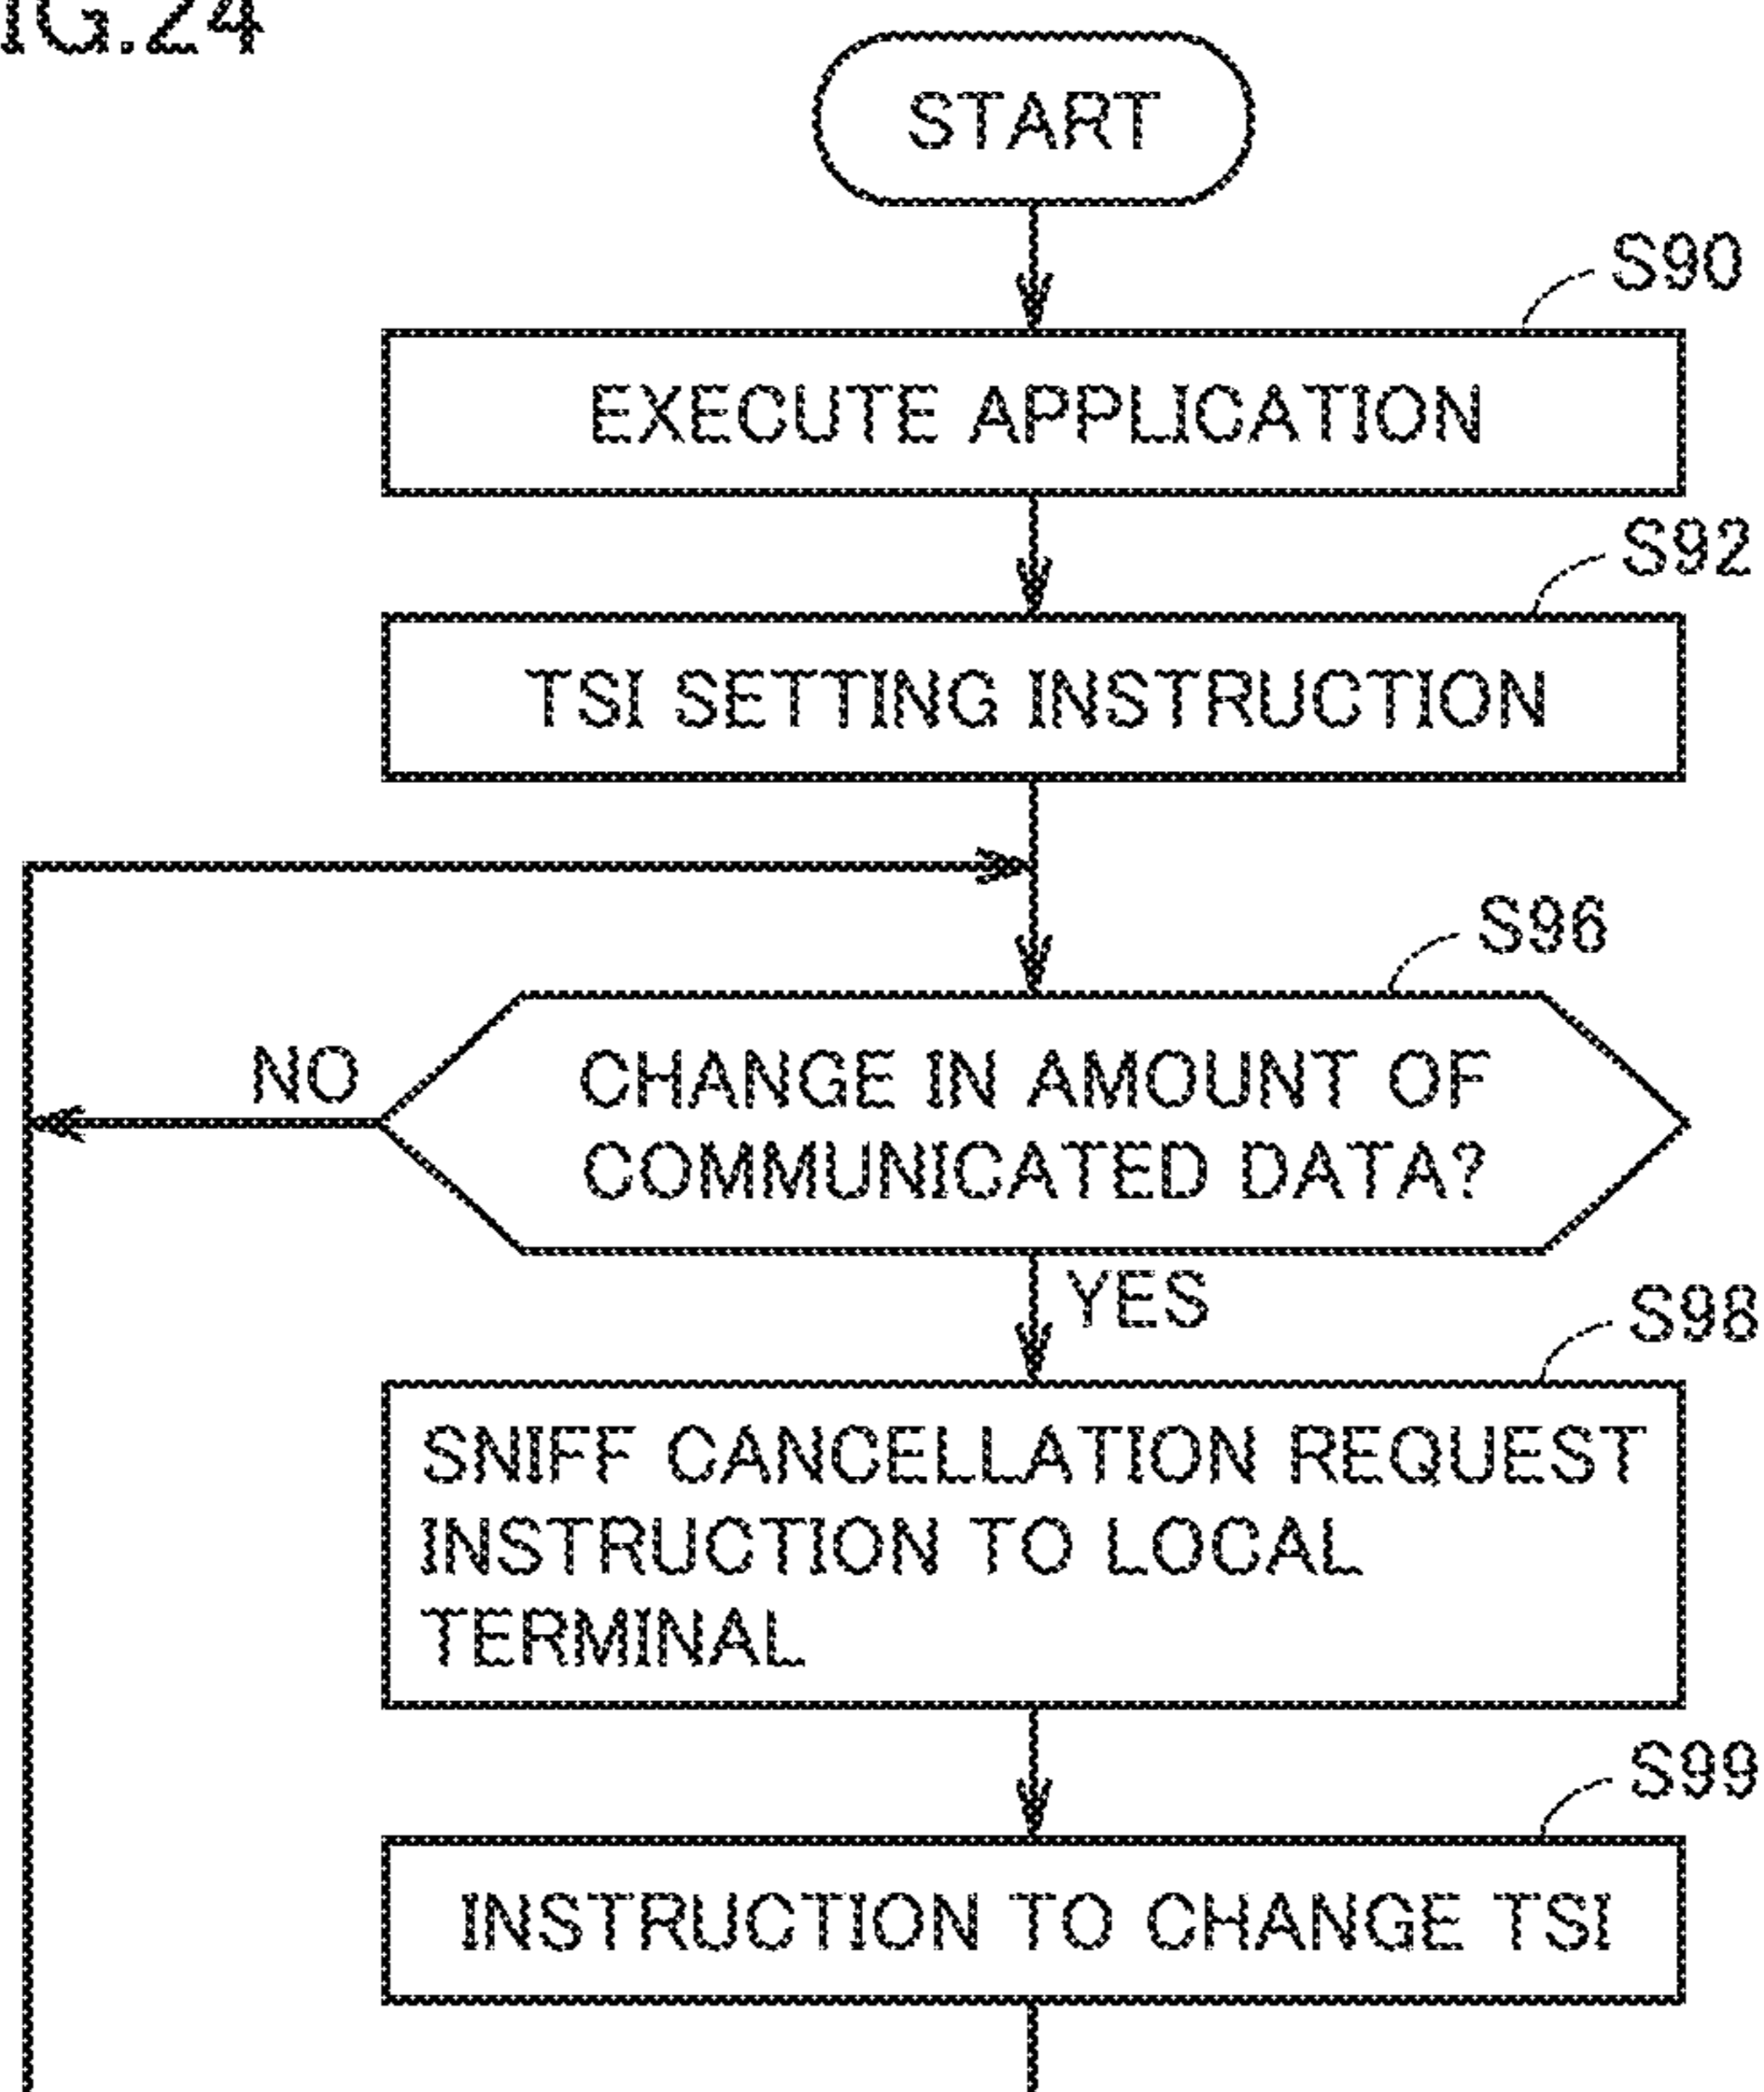 IG.24
START
S90
EXECUTE APPLICATION
S92
TSI SETTING INSTRUCTION
S96
NO
CHANGE IN AMOUNT OF
COMMUNICATED DATA?
YES
S98
SNIFF CANCELLATION REQUEST
INSTRUCTION TO LOCAL
TERMINAL
S99
INSTRUCTION TO CHANGE TSI